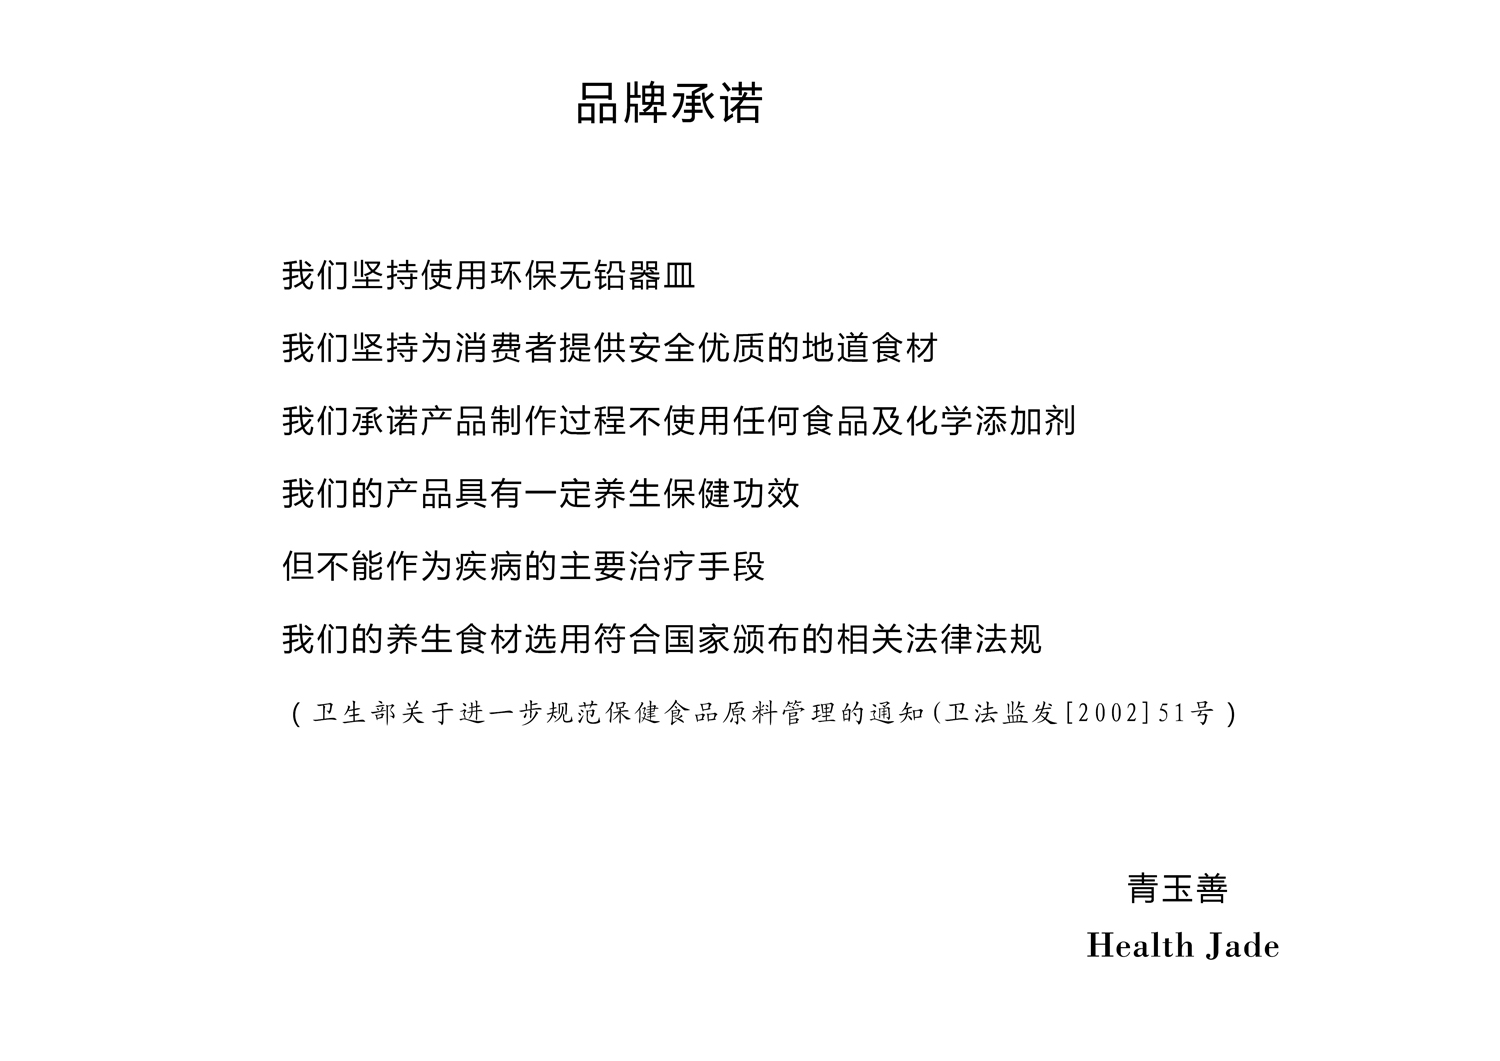 品牌承诺
我们坚持使用环保无铅器皿
我们坚持为消费者提供安全优质的地道食材
我们承诺产品制作过程不使用任何食品及化学添加剂
我们的产品具有一定养生保健功效
但不能作为疾病的主要治疗手段
我们的养生食材选用符合国家颁布的相关法律法规
（卫生部关于进一步规范保健食品原料管理的通知(卫法监发[2002]51号）
青玉善
Health Jade